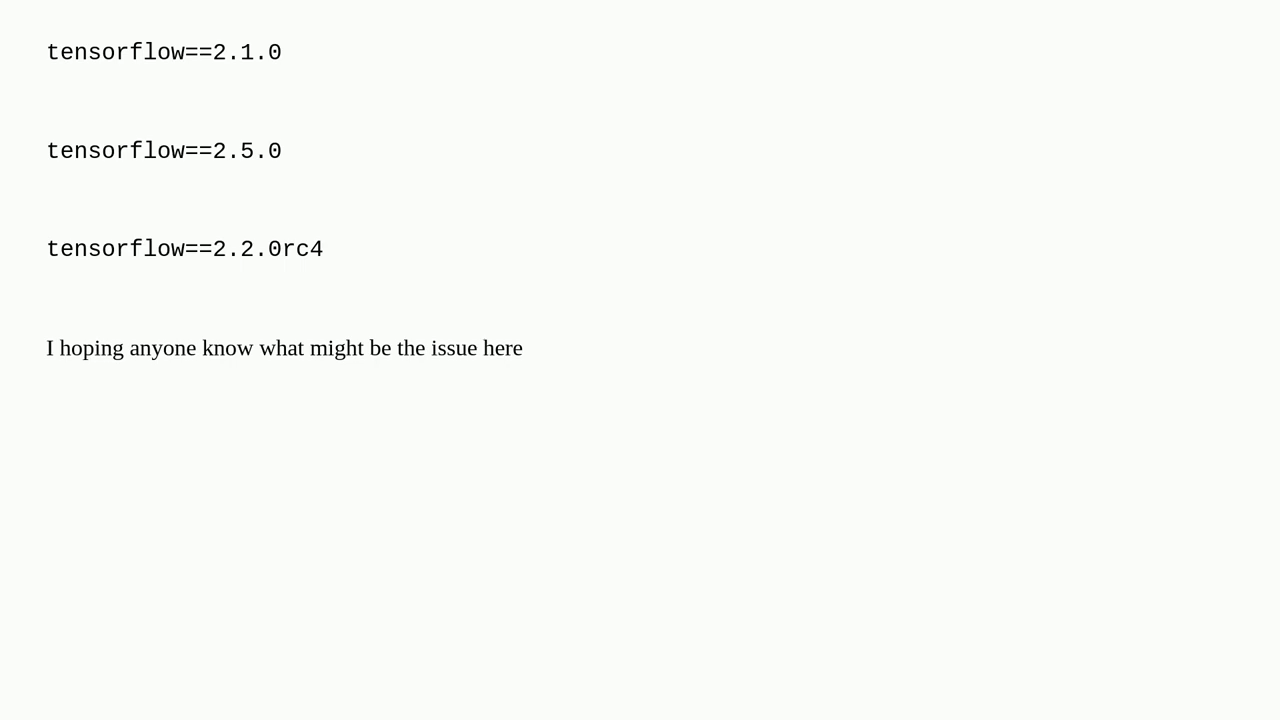 tensorflow==2.1.0
tensorflow==2.5.0
tensorflow==2.2.0rc4
I hoping anyone know what might be the issue here